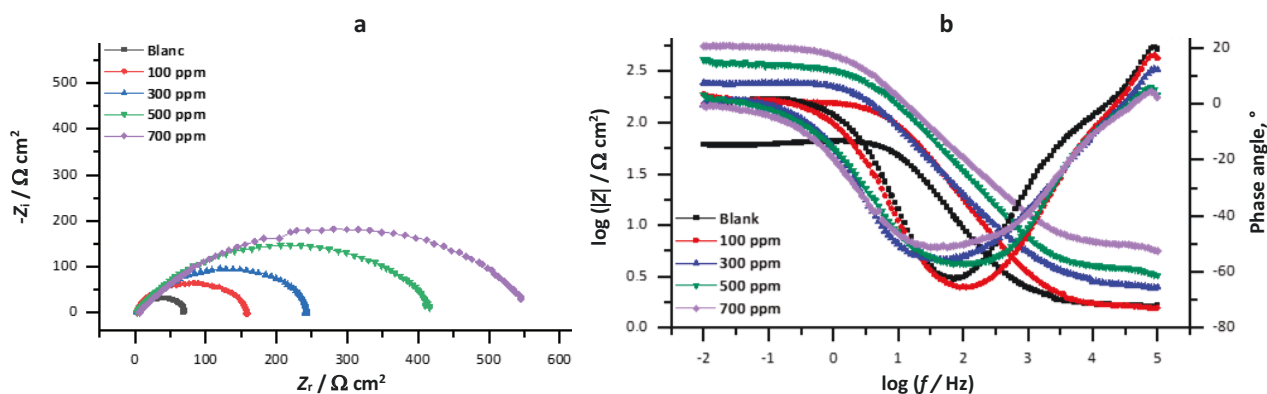 a
Blanc
100 ppm
300 ppm
500 ppm
700 ppm
500
400
300
200
100
0
-Zi / Ω cm²
0 100 200 300 400 500 600
Zr / Ω cm²
b
2.5
2.0
1.5
1.0
0.5
0.0
log (|Z| / Ω cm²)
Blank
100 ppm
300 ppm
500 ppm
700 ppm
20
0
-20
-40
-60
-80
Phase angle, °
-2 -1 0 1 2 3 4 5
log (f / Hz)